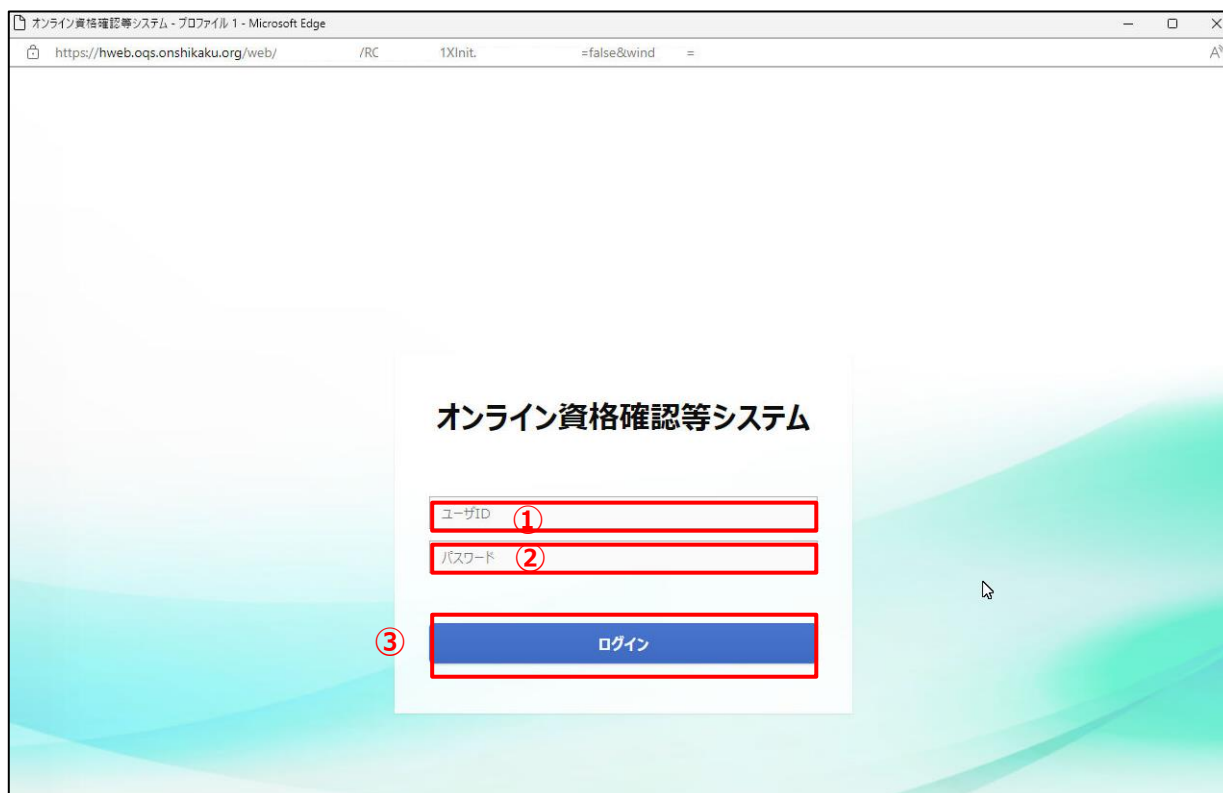 オンライン資格確認等システム - プロファイル 1 - Microsoft Edge
https://hweb.oqs.onshikaku.org/web/ /RC 1XInit. =false&wind =
オンライン資格確認等システム
ユーザID ①
パスワード ②
③ ログイン